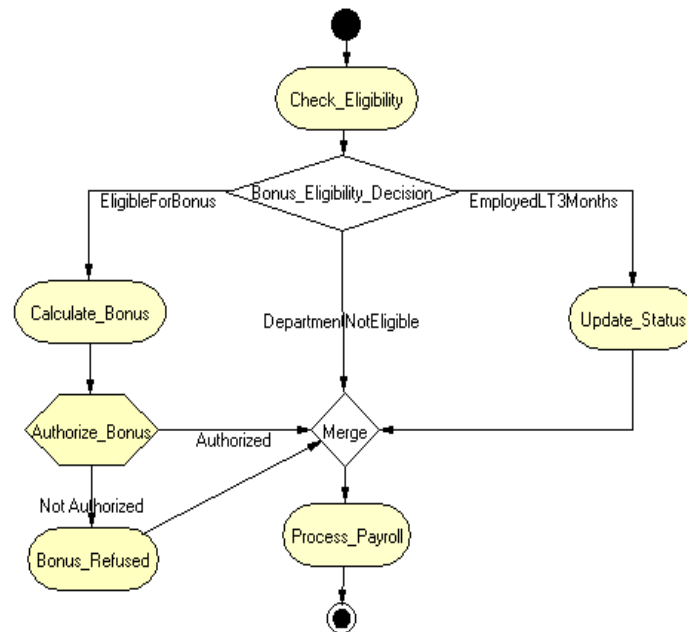 Check_Eligibility
Bonus_Eligibility_Decision
EligibleForBonus
EmployedLT3Months
Calculate_Bonus
DepartmentNotEligible
Update_Status
Authorize_Bonus
Authorized
Merge
Not Authorized
Bonus_Refused
Process_Payroll